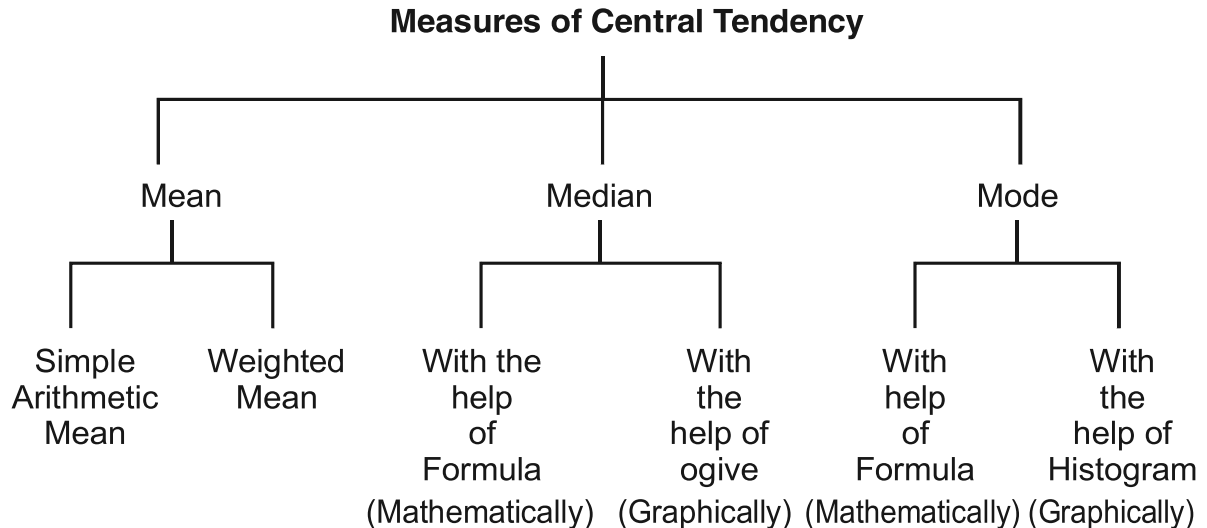 Measures of Central Tendency
Mean
Median
Mode
Simple
Arithmetic
Mean
Weighted
Mean
With the
help
of
Formula
(Mathematically)
With
the
help of
ogive
(Graphically)
With
help
of
Formula
(Mathematically)
With
the
help of
Histogram
(Graphically)